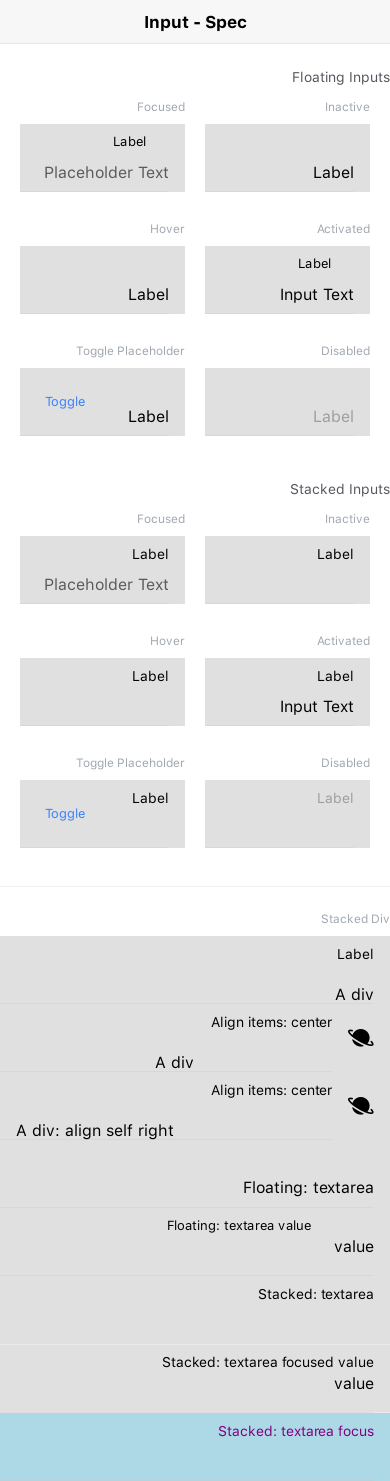 Input - Spec
Floating Inputs
Focused
Inactive
Label
Placeholder Text
Label
Hover
Activated
Label
Label
Input Text
Toggle Placeholder
Disabled
Toggle
Label
Label
Stacked Inputs
Focused
Inactive
Label
Placeholder Text
Label
Hover
Activated
Label
Label
Input Text
Toggle Placeholder
Disabled
Label
Toggle
Label
Stacked Div
Label
A div
Align items: center
A div
Align items: center
A div: align self right
Floating: textarea
Floating: textarea value
value
Stacked: textarea
Stacked: textarea focused value
value
Stacked: textarea focus